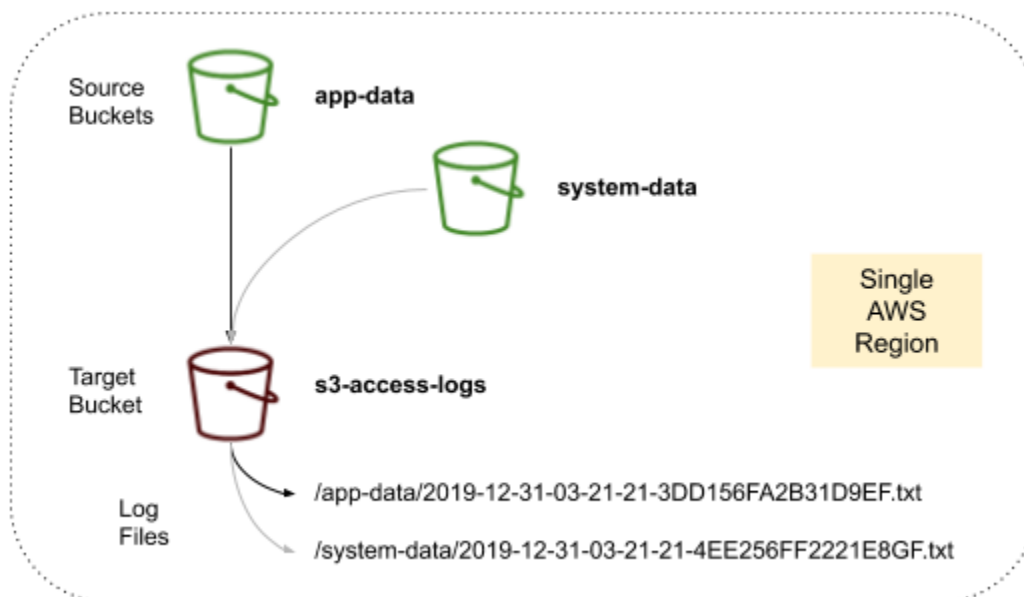 Source
Buckets
app-data
system-data
Single
AWS
Region
Target
Bucket
s3-access-logs
Log
Files
/app-data/2019-12-31-03-21-21-3DD156FA2B31D9EF.txt
/system-data/2019-12-31-03-21-21-4EE256FF2221E8GF.txt